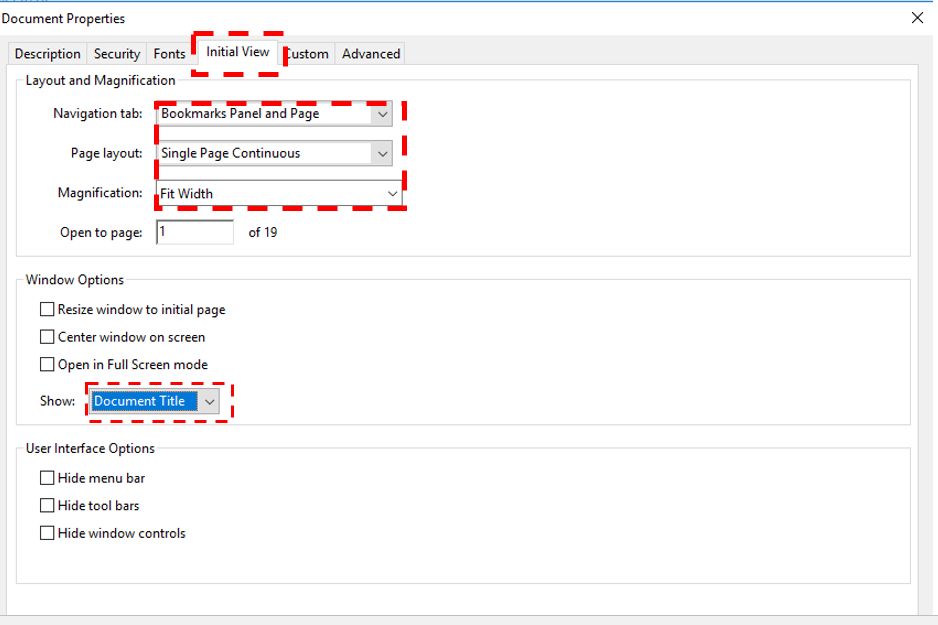 Document Properties
Description Security Fonts Initial View Custom Advanced
Layout and Magnification
Navigation tab: Bookmarks Panel and Page
Page layout: Single Page Continuous
Magnification: Fit Width
Open to page: 1 of 19
Window Options
Resize window to initial page
Center window on screen
Open in Full Screen mode
Show: Document Title
User Interface Options
Hide menu bar
Hide tool bars
Hide window controls